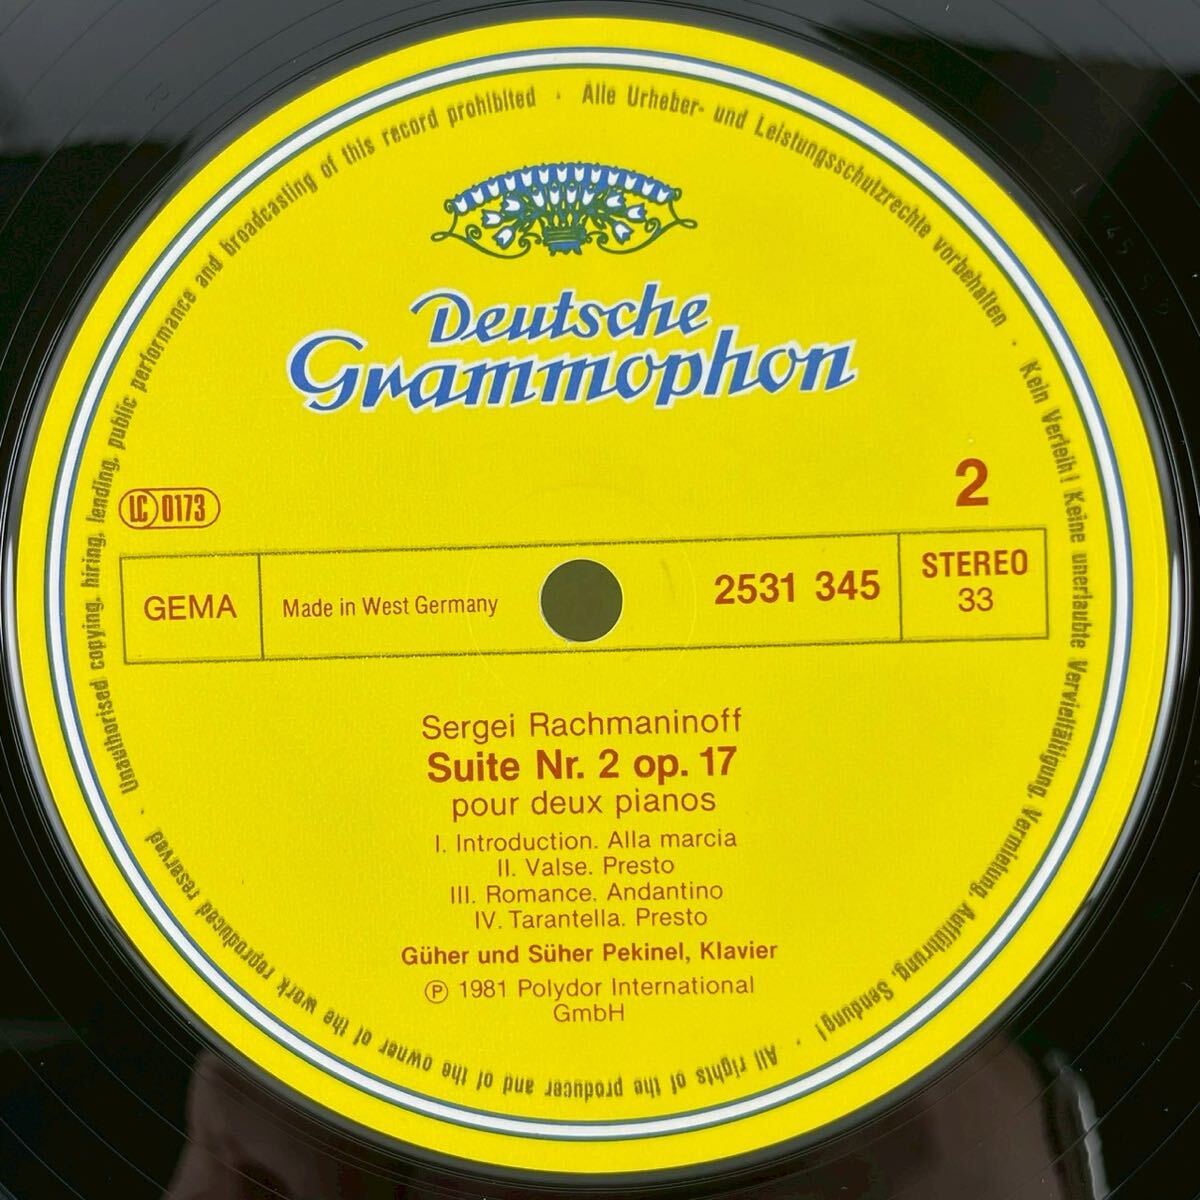 Deutsche
Grammophon
LC 0173
2
GEMA
Made in West Germany
2531 345
STEREO
33
Sergei Rachmaninoff
Suite Nr. 2 op. 17
pour deux pianos
I. Introduction. Alla marcia
II. Valse. Presto
III. Romance. Andantino
IV. Tarantella. Presto
Güher und Süher Pekinel, Klavier
Ⓟ 1981 Polydor International
GmbH
Alle Urheber- und Leistungsschutzrechte vorbehalten · Kein Verleih! Keine unerlaubte Vervielfältigung, Vermietung, Aufführung, Sendung! · All rights of the producer and of the owner of the work reproduced reserved · Unauthorised copying, hiring, lending, public performance and broadcasting of this record prohibited ·